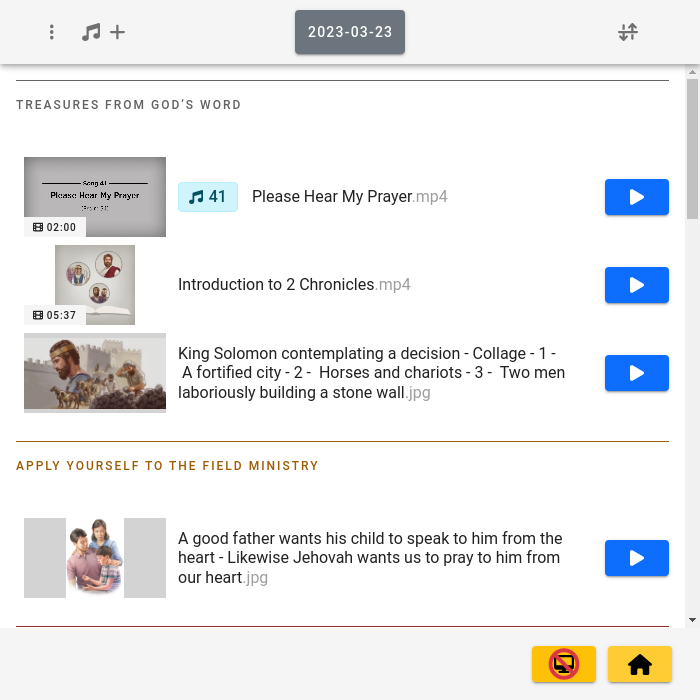 2023-03-23
TREASURES FROM GOD'S WORD
Song 41
Please Hear My Prayer
02:00
41
Please Hear My Prayer.mp4
05:37
Introduction to 2 Chronicles.mp4
King Solomon contemplating a decision - Collage - 1 -
A fortified city - 2 - Horses and chariots - 3 - Two men
laboriously building a stone wall.jpg
APPLY YOURSELF TO THE FIELD MINISTRY
A good father wants his child to speak to him from the
heart - Likewise Jehovah wants us to pray to him from
our heart.jpg